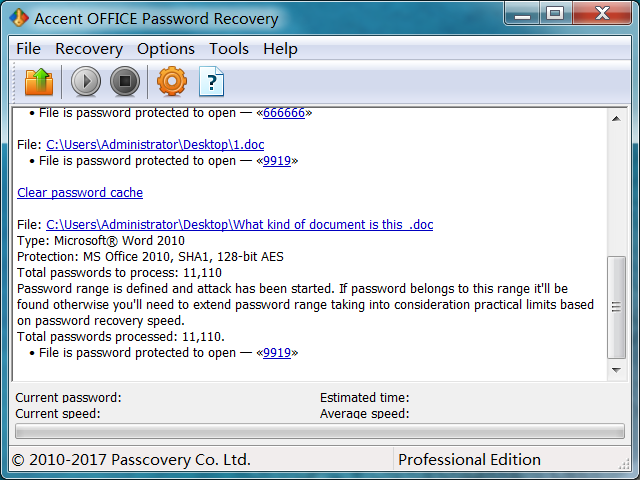 Accent OFFICE Password Recovery
File Recovery Options Tools Help
• File is password protected to open — «666666»
File: C:\Users\Administrator\Desktop\1.doc
• File is password protected to open — «9919»
Clear password cache
File: C:\Users\Administrator\Desktop\What kind of document is this .doc
Type: Microsoft® Word 2010
Protection: MS Office 2010, SHA1, 128-bit AES
Total passwords to process: 11,110
Password range is defined and attack has been started. If password belongs to this range it'll be
found otherwise you'll need to extend password range taking into consideration practical limits based
on password recovery speed.
Total passwords processed: 11,110.
• File is password protected to open — «9919»
Current password:
Estimated time:
Current speed:
Average speed:
© 2010-2017 Passcovery Co. Ltd.
Professional Edition